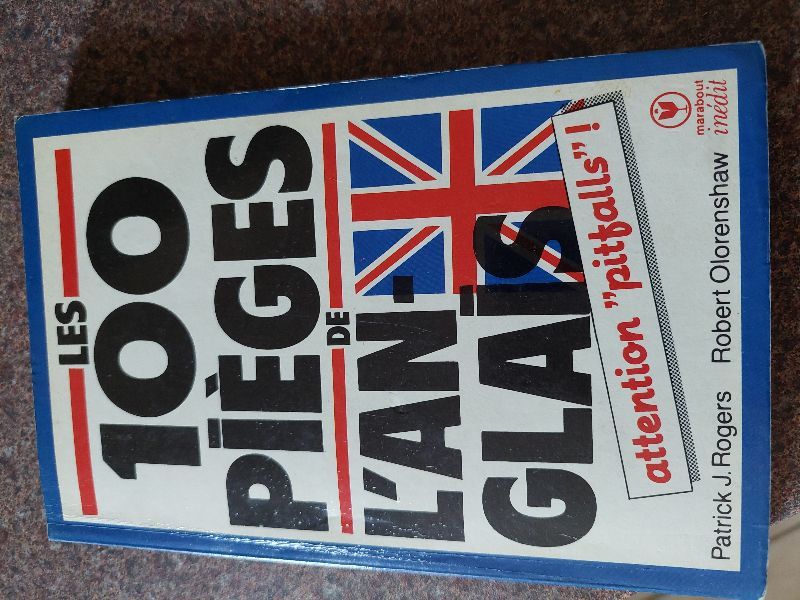 LES
100
PIÈGES
DE
L'AN-
GLAIS
attention "pitfalls"!
Patrick J. Rogers Robert Olorenshaw
marabout
inédit